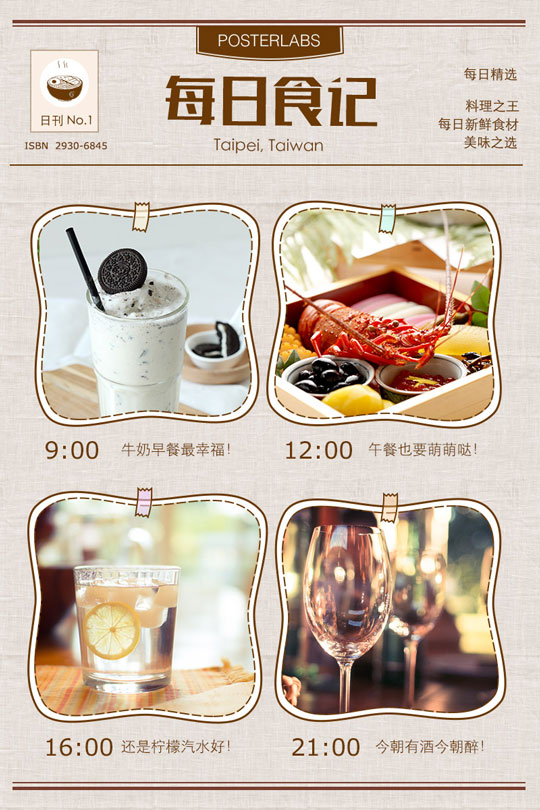 POSTERLABS
每日食记
Taipei, Taiwan
日刊 No.1
ISBN 2930-6845
每日精选
料理之王
每日新鲜食材
美味之选
9:00 牛奶早餐最幸福!
12:00 午餐也要萌萌哒!
16:00 还是柠檬汽水好!
21:00 今朝有酒今朝醉!